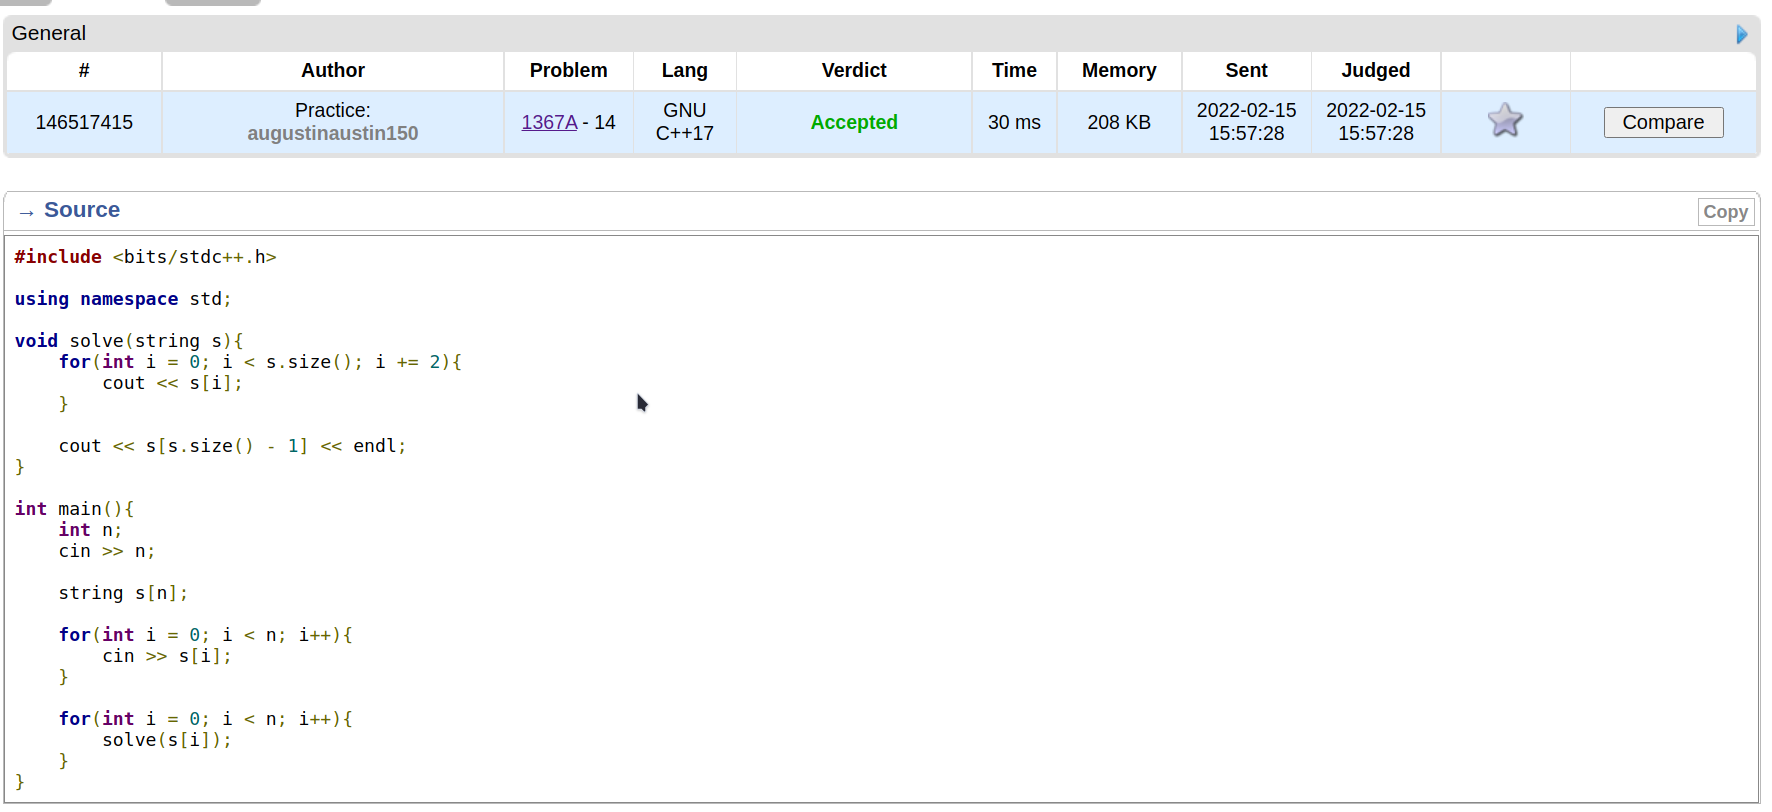 General
# Author Problem Lang Verdict Time Memory Sent Judged
146517415 Practice: augustinaustin150 1367A - 14 GNU C++17 Accepted 30 ms 208 KB 2022-02-15 15:57:28 2022-02-15 15:57:28 Compare
→ Source Copy
#include <bits/stdc++.h>
using namespace std;
void solve(string s){
for(int i = 0; i < s.size(); i += 2){
cout << s[i];
}
cout << s[s.size() - 1] << endl;
}
int main(){
int n;
cin >> n;
string s[n];
for(int i = 0; i < n; i++){
cin >> s[i];
}
for(int i = 0; i < n; i++){
solve(s[i]);
}
}